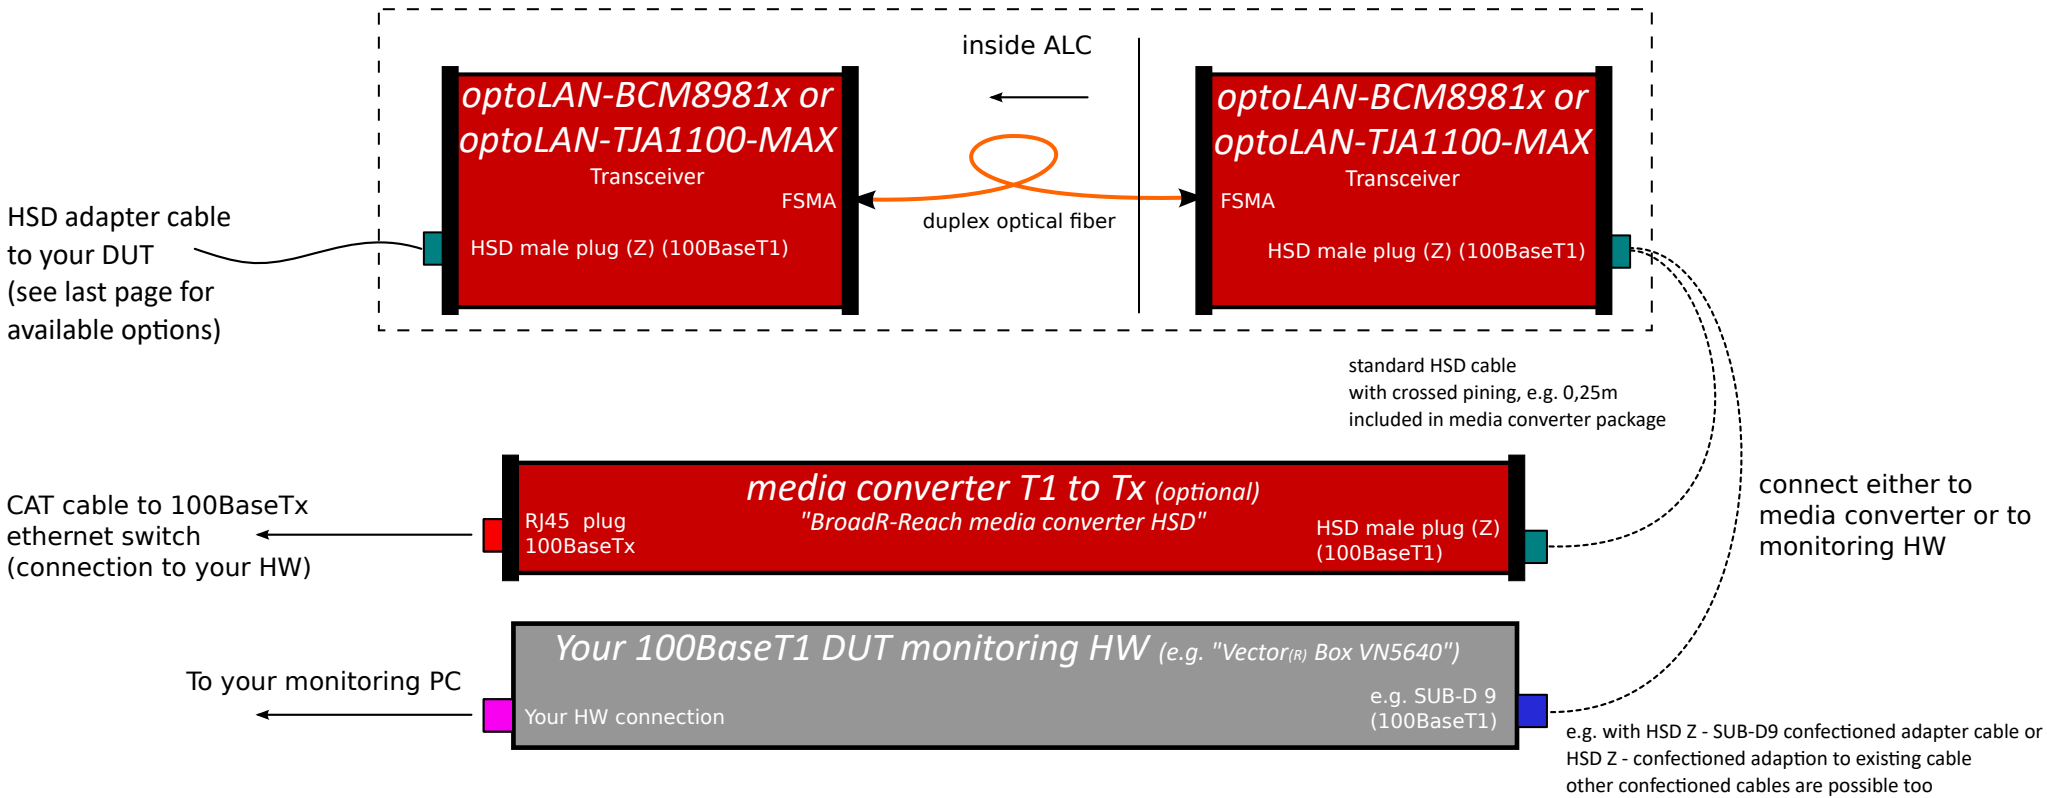 inside ALC
optoLAN-BCM8981x or
optoLAN-TJA1100-MAX
Transceiver
FSMA
HSD male plug (Z) (100BaseT1)
duplex optical fiber
optoLAN-BCM8981x or
optoLAN-TJA1100-MAX
Transceiver
FSMA
HSD male plug (Z) (100BaseT1)
HSD adapter cable
to your DUT
(see last page for
available options)
standard HSD cable
with crossed pining, e.g. 0,25m
included in media converter package
media converter T1 to Tx (optional)
"BroadR-Reach media converter HSD"
RJ45 plug
100BaseTx
HSD male plug (Z)
(100BaseT1)
CAT cable to 100BaseTx
ethernet switch
(connection to your HW)
connect either to
media converter or to
monitoring HW
Your 100BaseT1 DUT monitoring HW (e.g. "Vector(R) Box VN5640")
e.g. SUB-D 9
(100BaseT1)
Your HW connection
To your monitoring PC
e.g. with HSD Z - SUB-D9 confectioned adapter cable or
HSD Z - confectioned adaption to existing cable
other confectioned cables are possible too